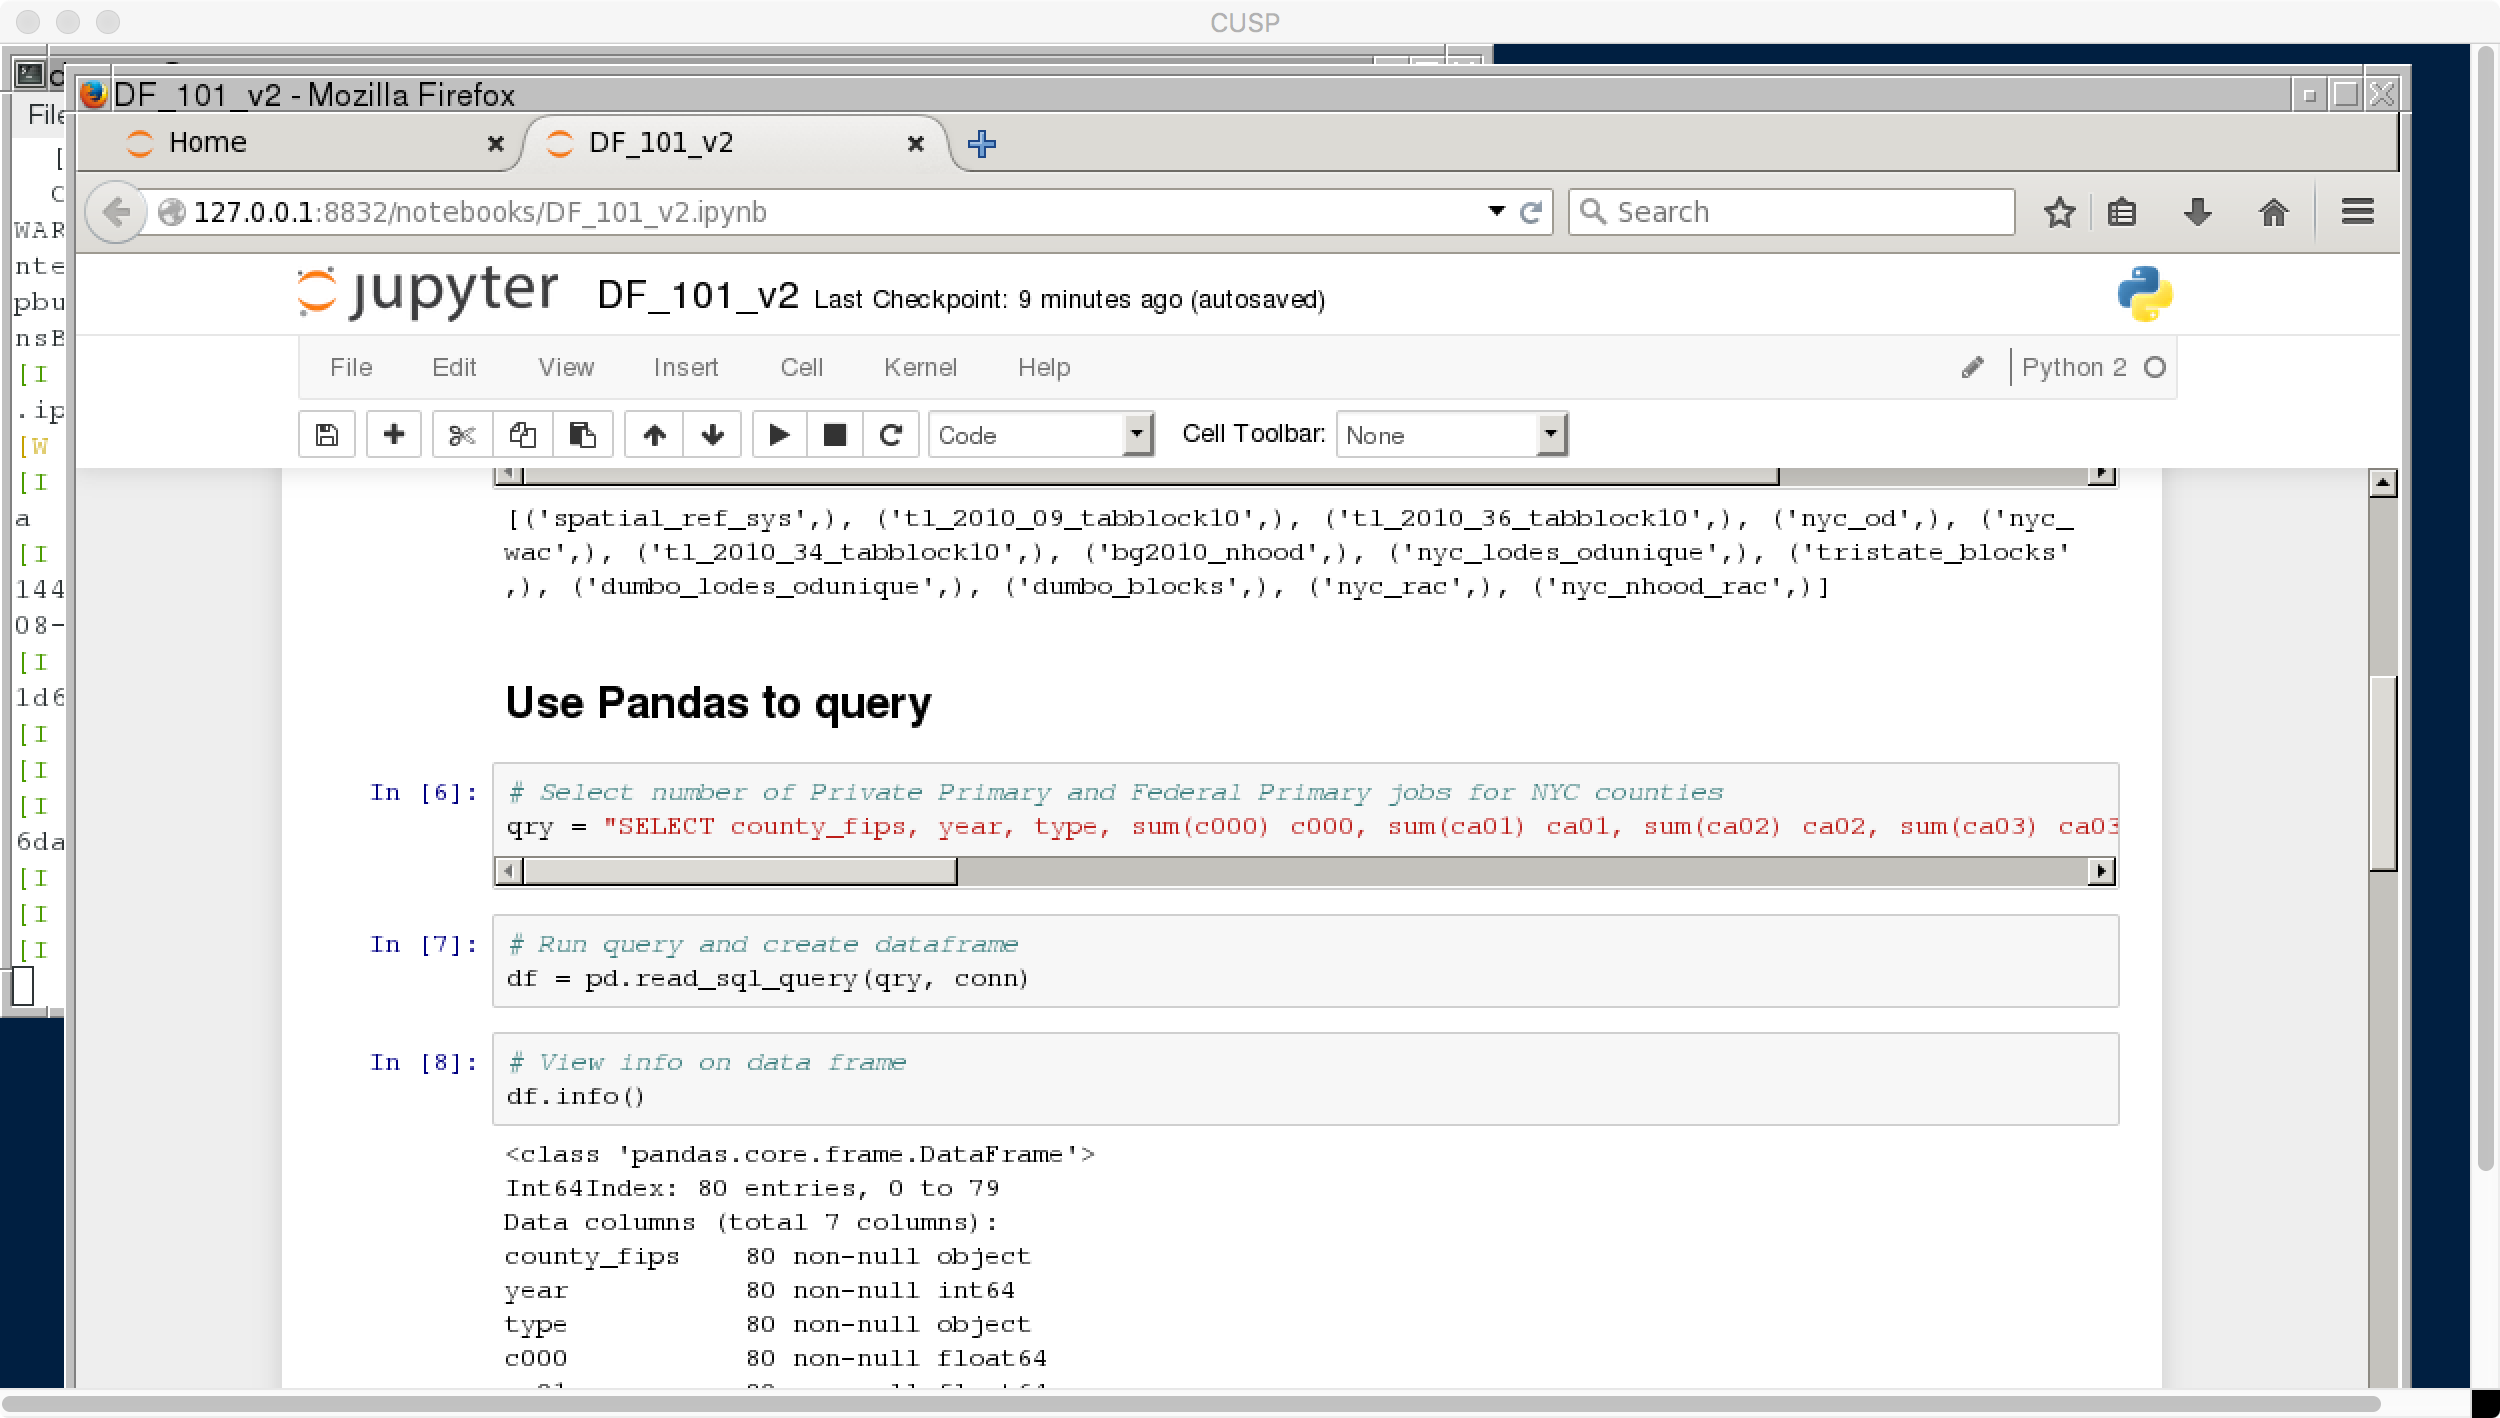 CUSP
DF_101_v2 - Mozilla Firefox
File
Home
DF_101_v2
127.0.0.1:8832/notebooks/DF_101_v2.ipynb
Search
jupyter DF_101_v2 Last Checkpoint: 9 minutes ago (autosaved)
File Edit View Insert Cell Kernel Help
Python 2
Code
Cell Toolbar: None
[('spatial_ref_sys',), ('tl_2010_09_tabblock10',), ('tl_2010_36_tabblock10',), ('nyc_od',), ('nyc_
wac',), ('tl_2010_34_tabblock10',), ('bg2010_nhood',), ('nyc_lodes_odunique',), ('tristate_blocks'
,), ('dumbo_lodes_odunique',), ('dumbo_blocks',), ('nyc_rac',), ('nyc_nhood_rac',)]
Use Pandas to query
In [6]: # Select number of Private Primary and Federal Primary jobs for NYC counties
qry = "SELECT county_fips, year, type, sum(c000) c000, sum(ca01) ca01, sum(ca02) ca02, sum(ca03) ca03
In [7]: # Run query and create dataframe
df = pd.read_sql_query(qry, conn)
In [8]: # View info on data frame
df.info()
<class 'pandas.core.frame.DataFrame'>
Int64Index: 80 entries, 0 to 79
Data columns (total 7 columns):
county_fips 80 non-null object
year 80 non-null int64
type 80 non-null object
c000 80 non-null float64
WAR
nte
pbu
nsB
[I
.ip
[W
[I
a
[I
144
08-
[I
1d6
[I
[I
[I
6da
[I
[I
[I